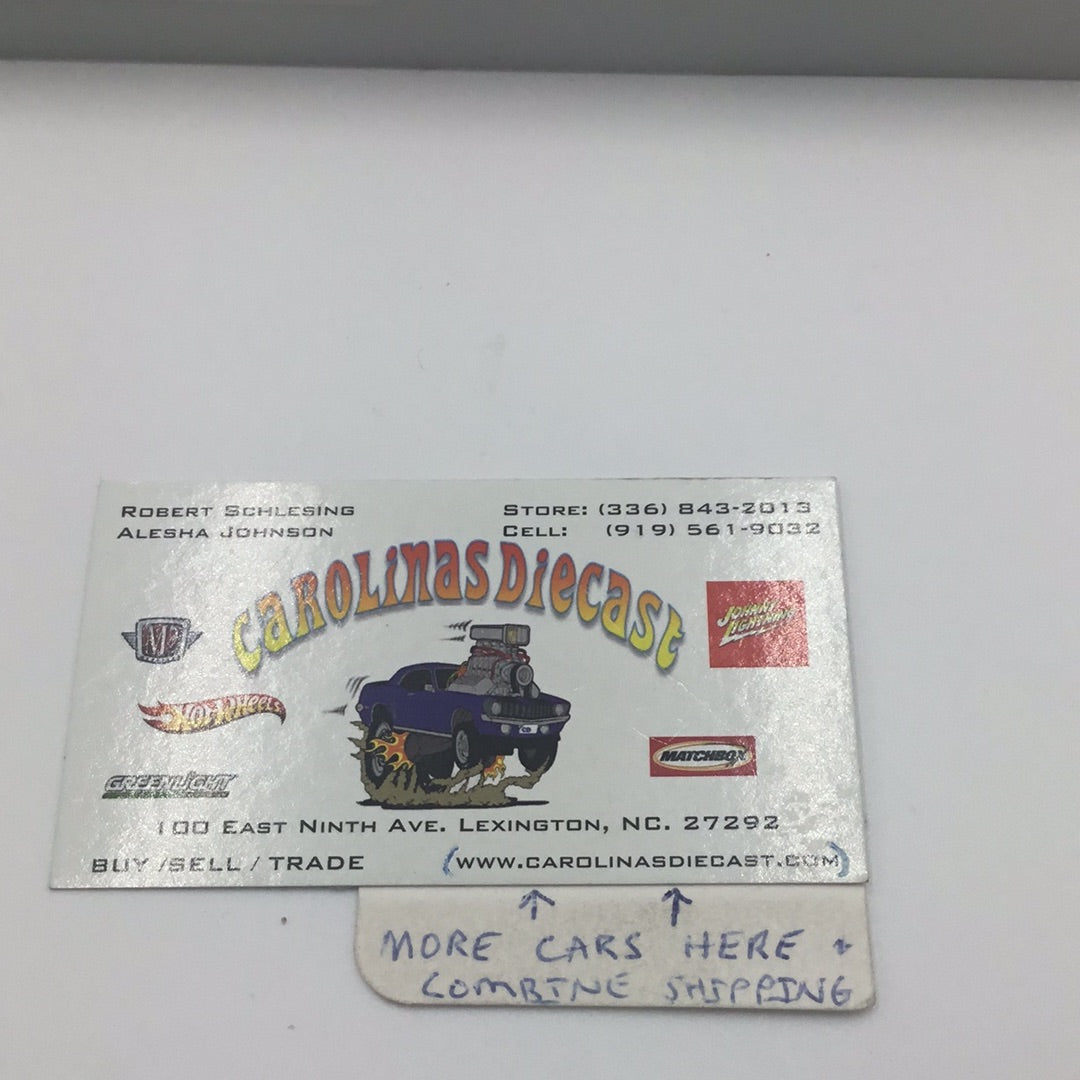 ROBERT SCHLESING
ALESHA JOHNSON
STORE: (336) 843-2013
CELL: (919) 561-9032
CAROLINAS DIECAST
M2
JOHNNY LIGHTNING
HOT WHEELS
MATCHBOX
GREENLIGHT
CD
100 EAST NINTH AVE. LEXINGTON, NC. 27292
BUY /SELL / TRADE
(WWW.CAROLINASDIECAST.COM)
↑ ↑
MORE CARS HERE +
COMBINE SHIPPING